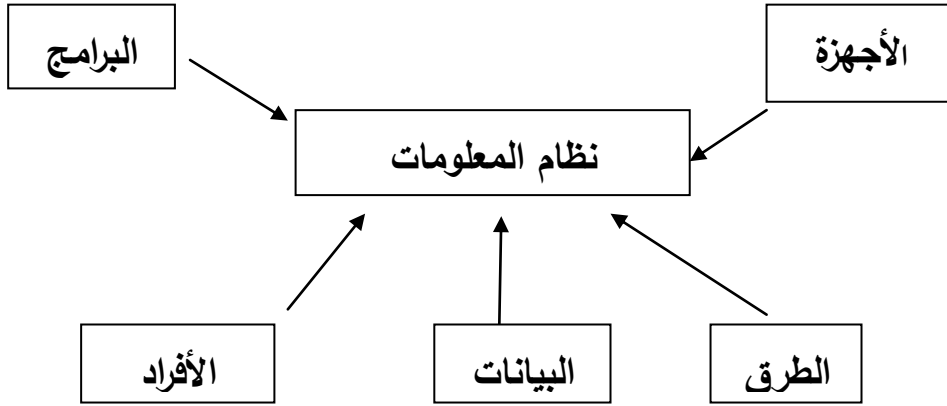 الأجهزة
البرامج
نظام المعلومات
الطرق
البيانات
الأفراد